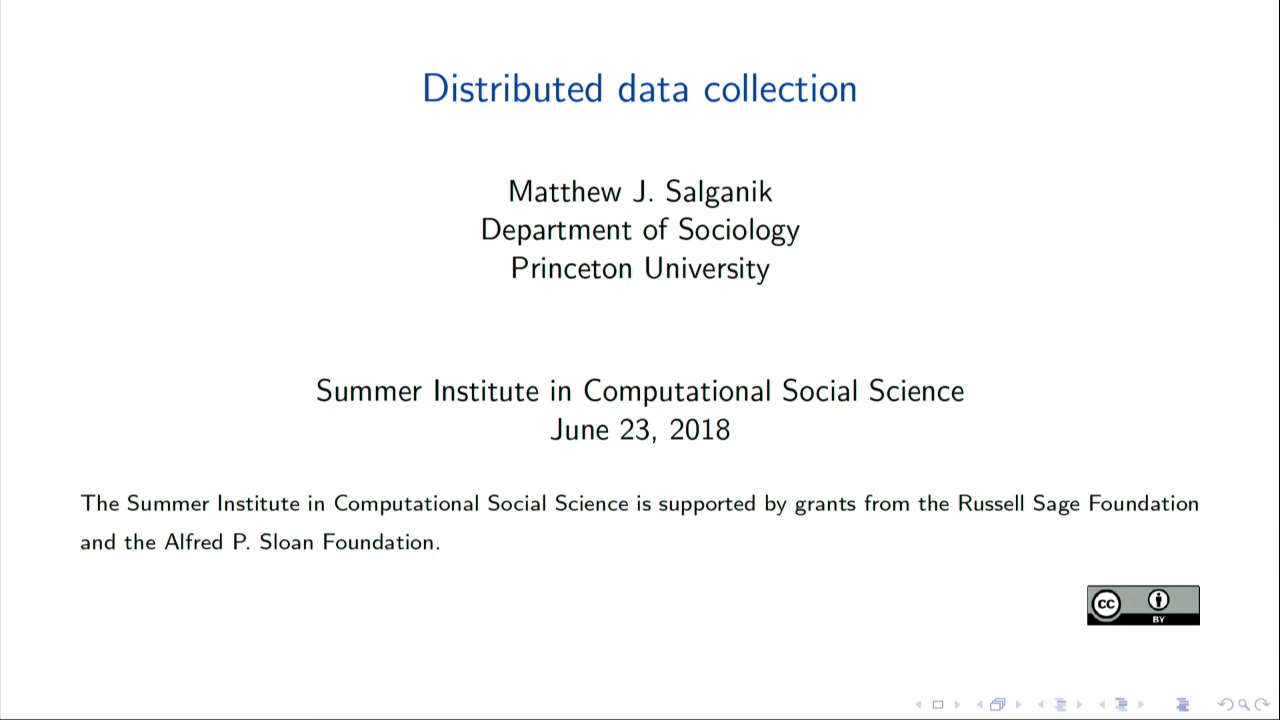 Distributed data collection
Matthew J. Salganik
Department of Sociology
Princeton University
Summer Institute in Computational Social Science
June 23, 2018
The Summer Institute in Computational Social Science is supported by grants from the Russell Sage Foundation
and the Alfred P. Sloan Foundation.
cc
BY